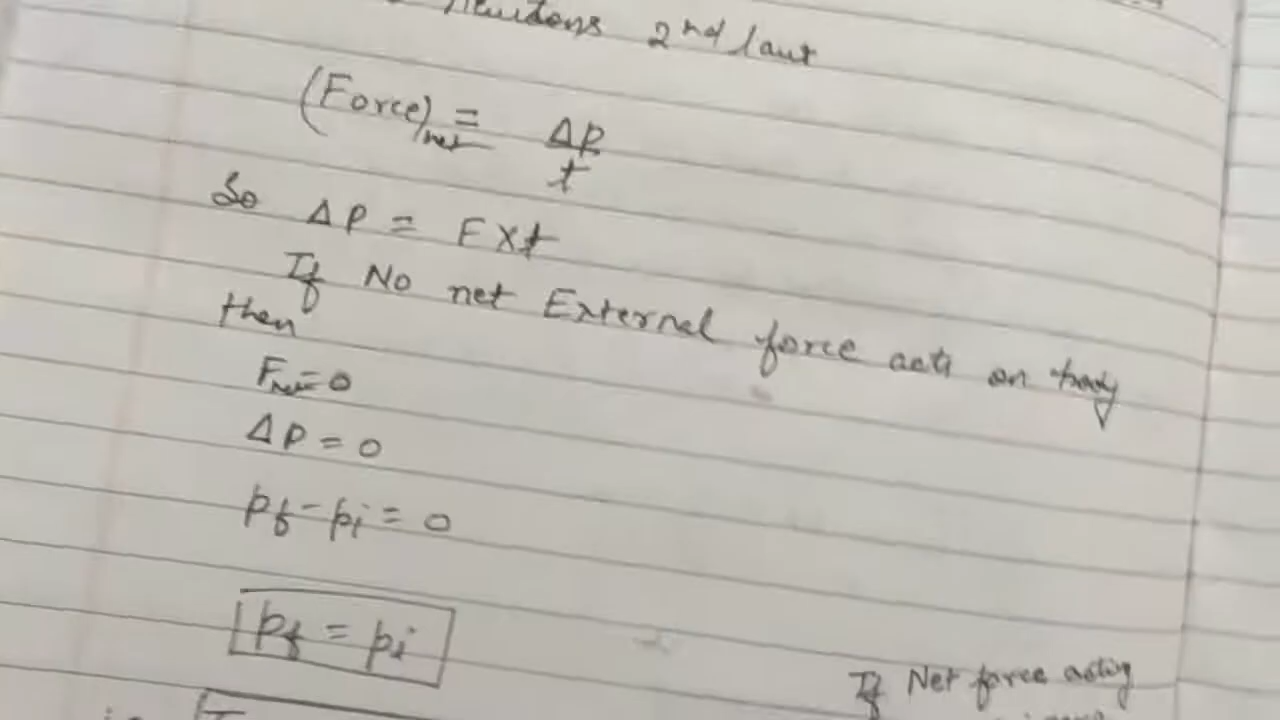 Newtons 2nd law
(Force)net = ΔP
t
So ΔP = F×t
If No net External force acts on body
then
Fnet=0
ΔP = 0
pf - pi = 0
pf = pi
If Net force acting